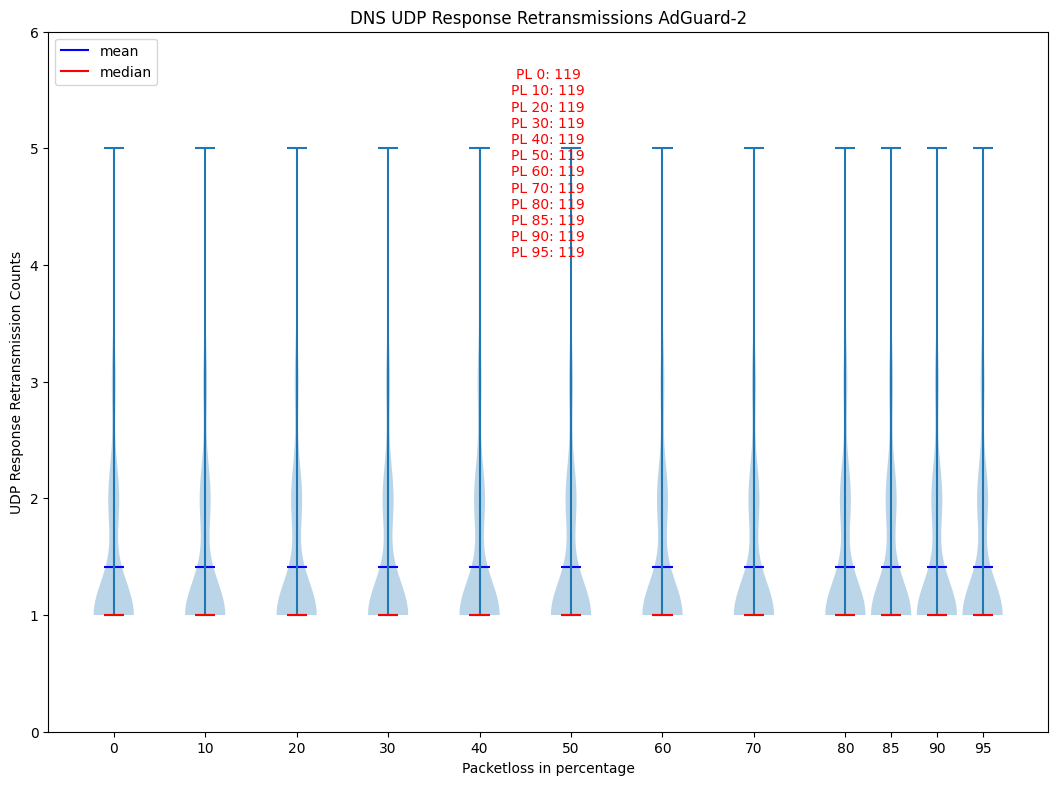 DNS UDP Response Retransmissions AdGuard-2
mean
median
PL 0: 119
PL 10: 119
PL 20: 119
PL 30: 119
PL 40: 119
PL 50: 119
PL 60: 119
PL 70: 119
PL 80: 119
PL 85: 119
PL 90: 119
PL 95: 119
UDP Response Retransmission Counts
6
5
4
3
2
1
0
0 10 20 30 40 50 60 70 80 85 90 95
Packetloss in percentage